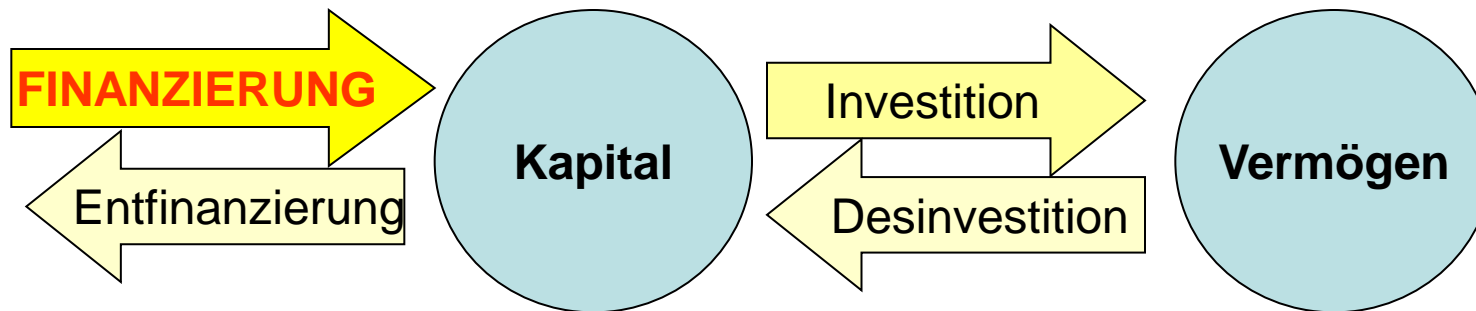 FINANZIERUNG
Entfinanzierung
Kapital
Investition
Desinvestition
Vermögen